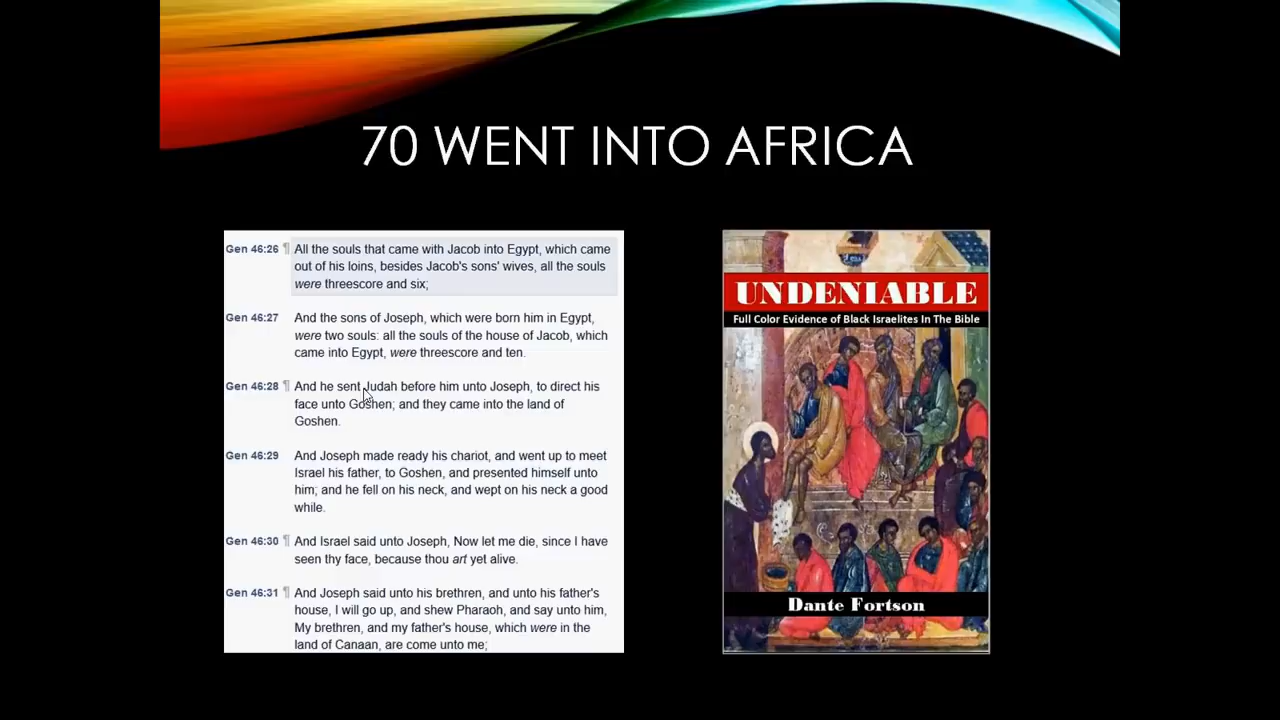 70 WENT INTO AFRICA
Gen 46:26 ¶ All the souls that came with Jacob into Egypt, which came
out of his loins, besides Jacob's sons' wives, all the souls
were threescore and six;
Gen 46:27 And the sons of Joseph, which were born him in Egypt,
were two souls: all the souls of the house of Jacob, which
came into Egypt, were threescore and ten.
Gen 46:28 ¶ And he sent Judah before him unto Joseph, to direct his
face unto Goshen; and they came into the land of
Goshen.
Gen 46:29 And Joseph made ready his chariot, and went up to meet
Israel his father, to Goshen, and presented himself unto
him; and he fell on his neck, and wept on his neck a good
while.
Gen 46:30 ¶ And Israel said unto Joseph, Now let me die, since I have
seen thy face, because thou art yet alive.
Gen 46:31 ¶ And Joseph said unto his brethren, and unto his father's
house, I will go up, and shew Pharaoh, and say unto him,
My brethren, and my father's house, which were in the
land of Canaan, are come unto me;
UNDENIABLE
Full Color Evidence of Black Israelites In The Bible
Dante Fortson